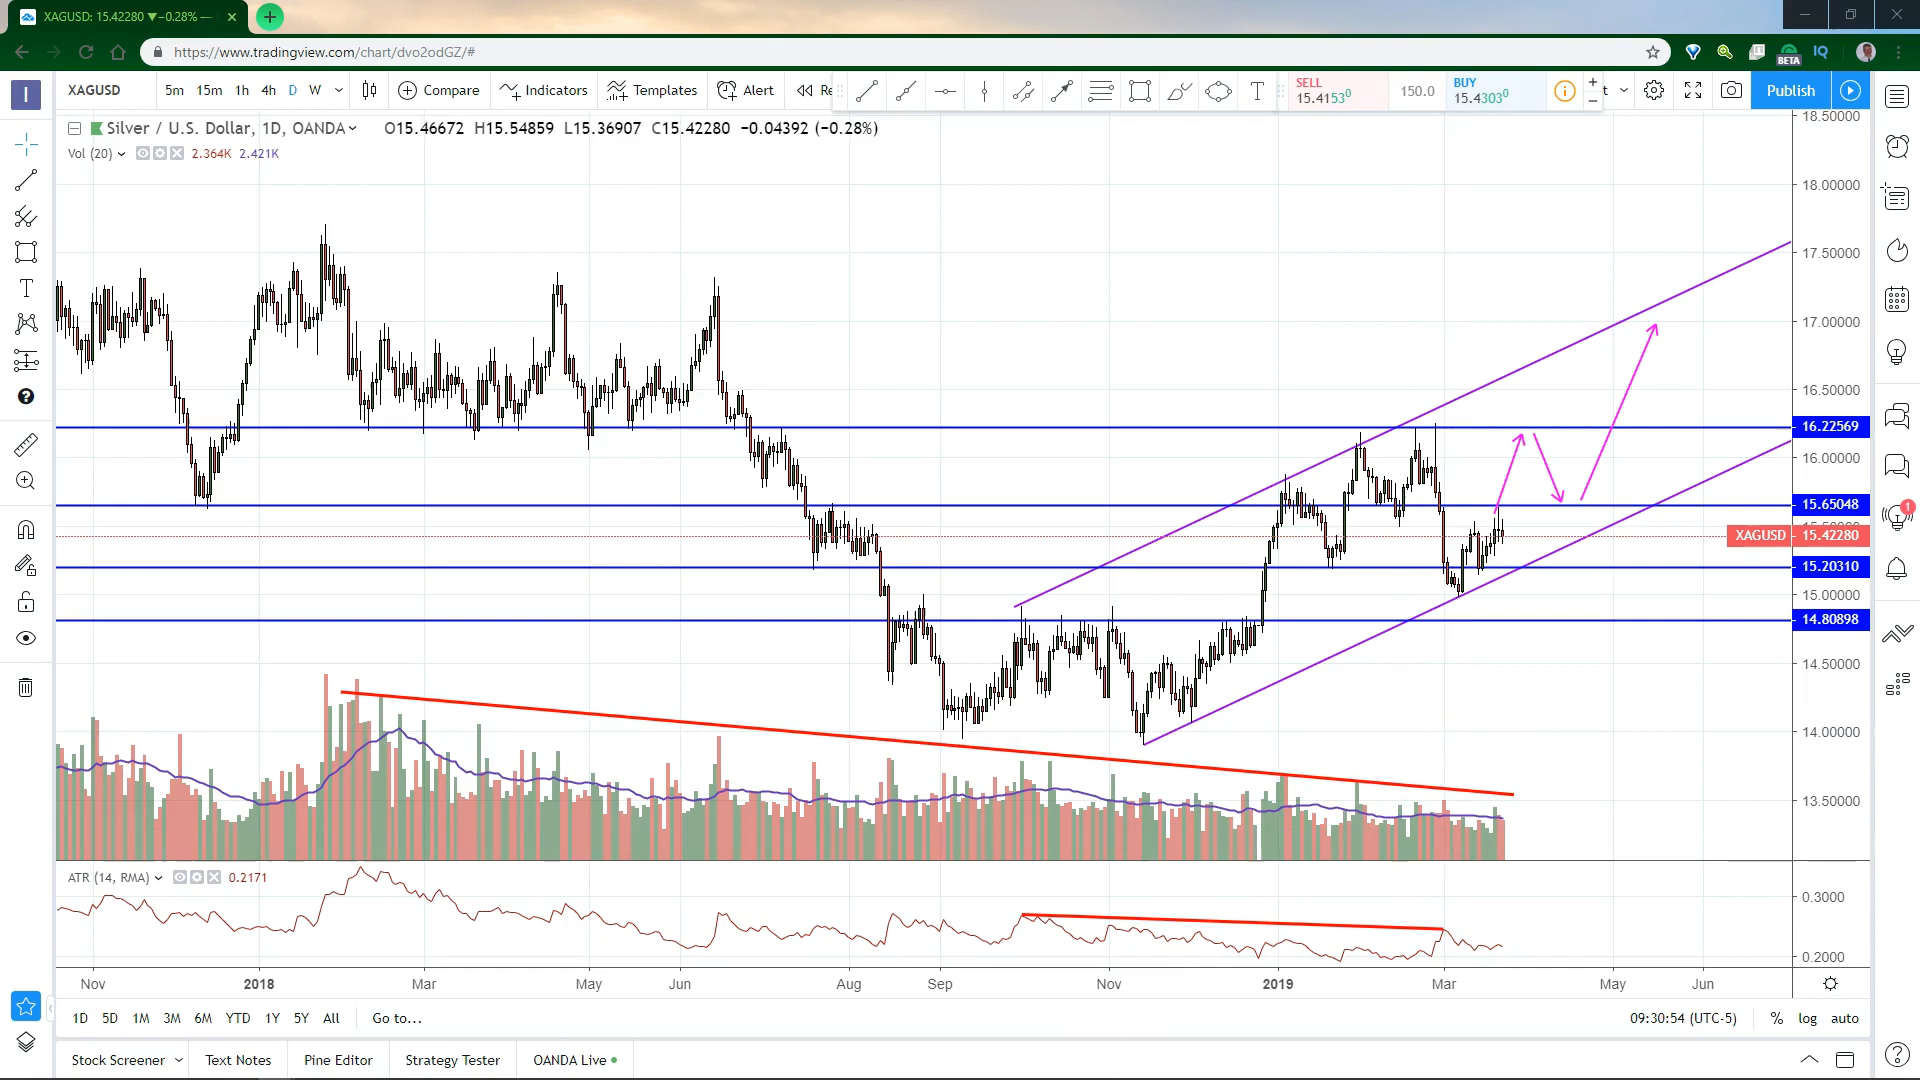 XAGUSD: 15.42280 ▼−0.28% —
https://www.tradingview.com/chart/dvo2odGZ/#
IQ
BETA
I
XAGUSD 5m 15m 1h 4h D W Compare Indicators Templates Alert Re
SELL
15.41530
150.0
BUY
15.43030
t
Publish
Silver / U.S. Dollar, 1D, OANDA O15.46672 H15.54859 L15.36907 C15.42280 −0.04392 (−0.28%)
Vol (20) 2.364K 2.421K
18.50000
18.00000
17.50000
17.00000
16.50000
16.22569
16.00000
15.65048
XAGUSD 15.42280
15.20310
15.00000
14.80898
14.50000
14.00000
13.50000
1
ATR (14, RMA) 0.2171
0.3000
0.2000
Nov 2018 Mar May Jun Aug Sep Nov 2019 Mar May Jun
1D 5D 1M 3M 6M YTD 1Y 5Y All Go to... 09:30:54 (UTC-5) % log auto
Stock Screener Text Notes Pine Editor Strategy Tester OANDA Live